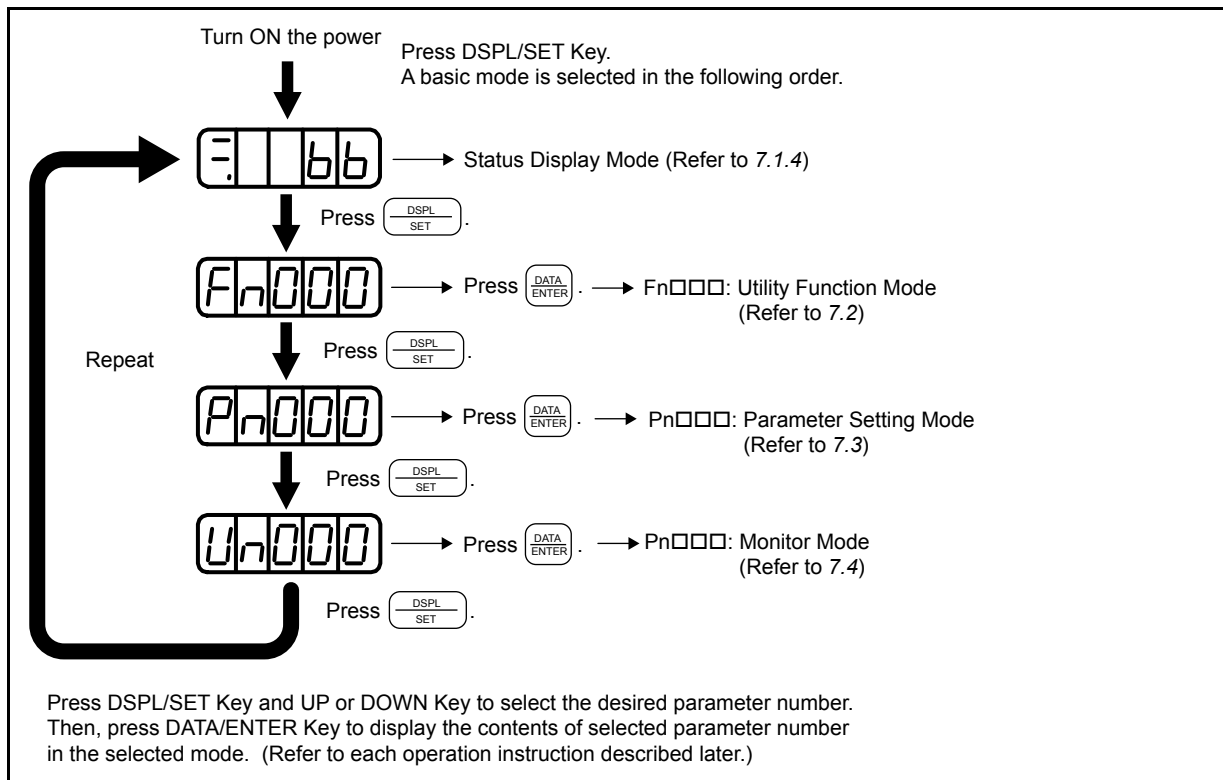 Turn ON the power
Press DSPL/SET Key.
A basic mode is selected in the following order.
bb
Status Display Mode (Refer to 7.1.4)
Press DSPL/SET.
Fn000
Press DATA/ENTER.
Fn□□□: Utility Function Mode
(Refer to 7.2)
Repeat
Press DSPL/SET.
Pn000
Press DATA/ENTER.
Pn□□□: Parameter Setting Mode
(Refer to 7.3)
Press DSPL/SET.
Un000
Press DATA/ENTER.
Pn□□□: Monitor Mode
(Refer to 7.4)
Press DSPL/SET.
Press DSPL/SET Key and UP or DOWN Key to select the desired parameter number.
Then, press DATA/ENTER Key to display the contents of selected parameter number
in the selected mode.  (Refer to each operation instruction described later.)